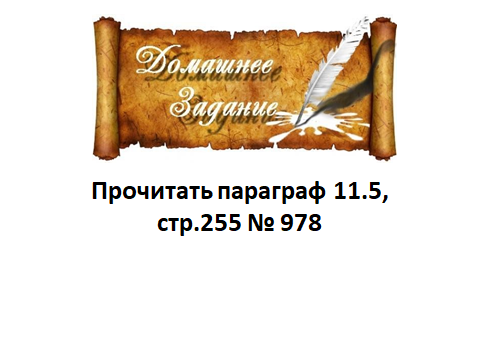 Домашнее
Задание
Прочитать параграф 11.5,
стр.255 № 978